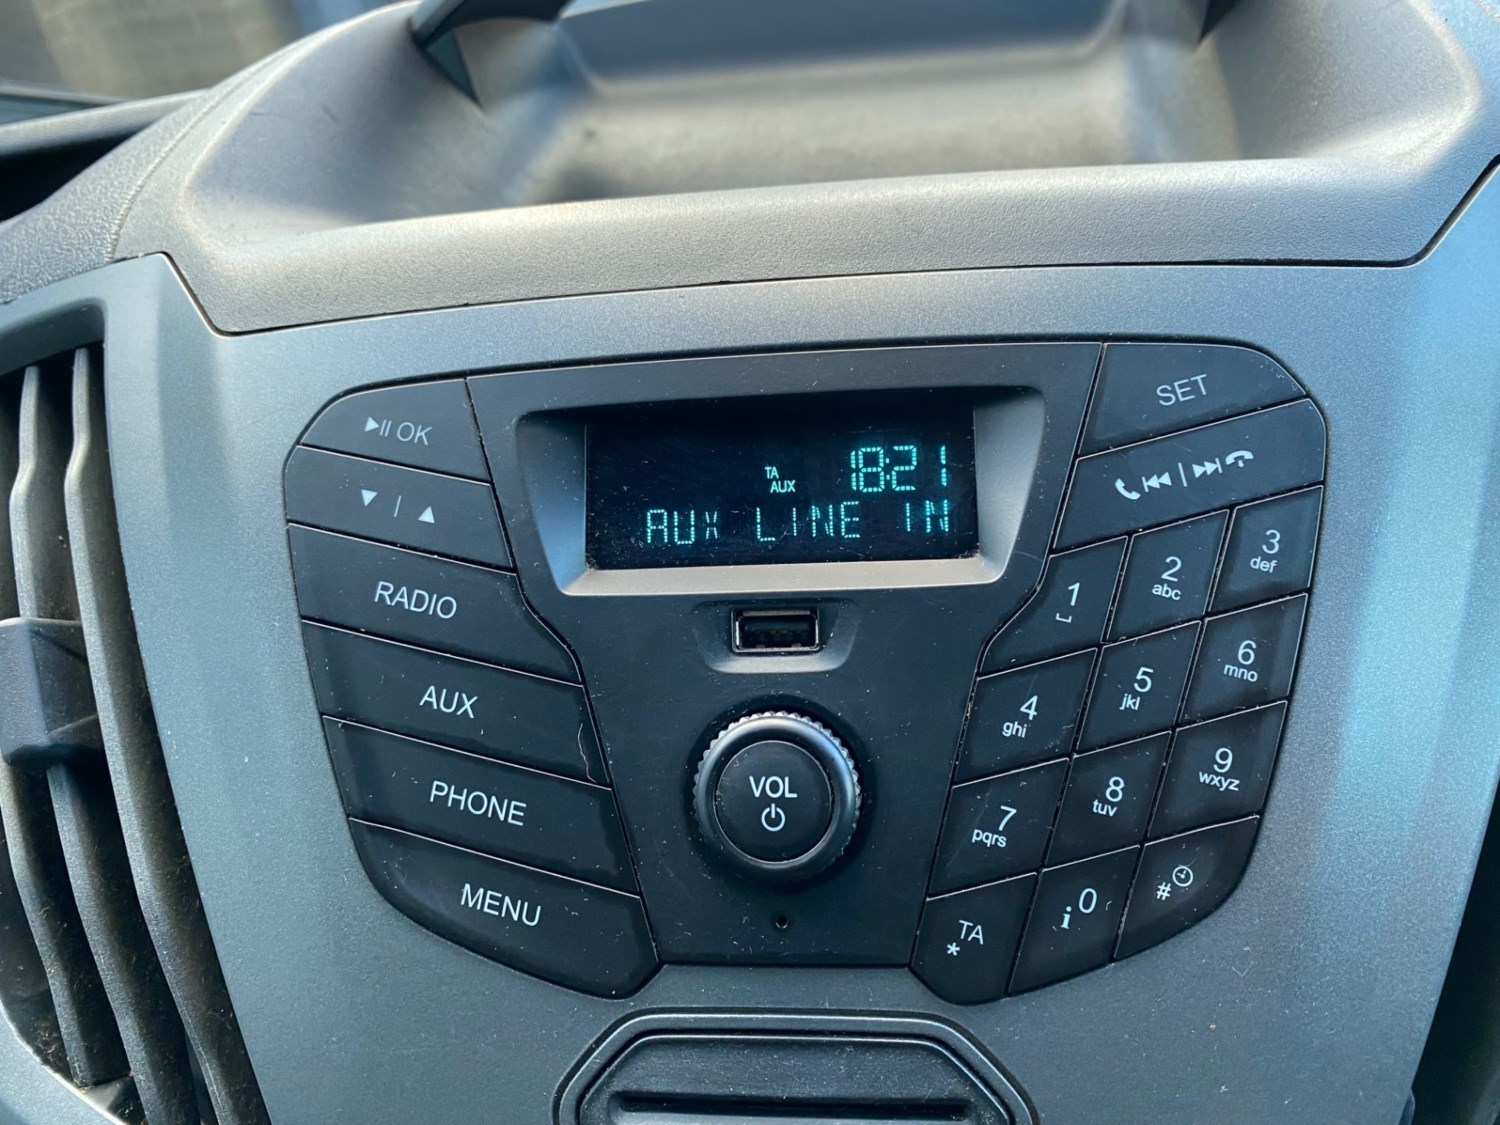 OK
SET
TA
AUX
18:21
AUX LINE IN
RADIO
AUX
PHONE
MENU
VOL
1
2
abc
3
def
4
ghi
5
jkl
6
mno
7
pqrs
8
tuv
9
wxyz
TA
*
i 0
#